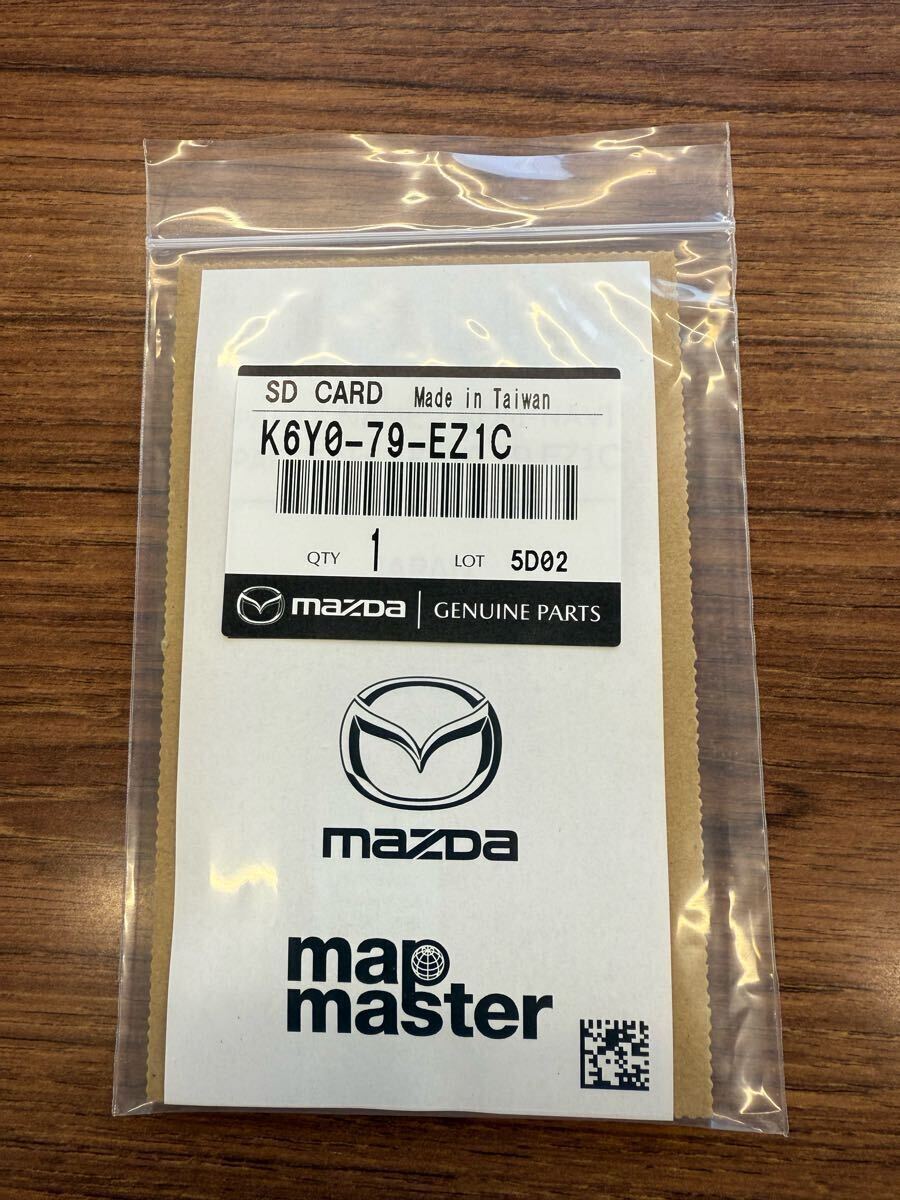 SD CARD Made in Taiwan
K6Y0-79-EZ1C
QTY 1 LOT 5D02
mazda GENUINE PARTS
mazda
map
master